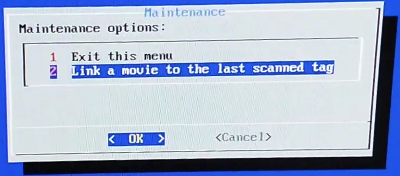 Maintenance
Maintenance options:
1 Exit this menu
2 Link a movie to the last scanned tag
< OK > <Cancel>